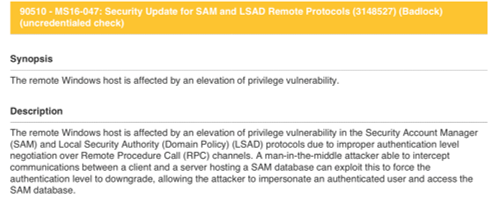 90510 - MS16-047: Security Update for SAM and LSAD Remote Protocols (3148527) (Badlock)
(uncredentialed check)
Synopsis
The remote Windows host is affected by an elevation of privilege vulnerability.
Description
The remote Windows host is affected by an elevation of privilege vulnerability in the Security Account Manager
(SAM) and Local Security Authority (Domain Policy) (LSAD) protocols due to improper authentication level
negotiation over Remote Procedure Call (RPC) channels. A man-in-the-middle attacker able to intercept
communications between a client and a server hosting a SAM database can exploit this to force the
authentication level to downgrade, allowing the attacker to impersonate an authenticated user and access the
SAM database.